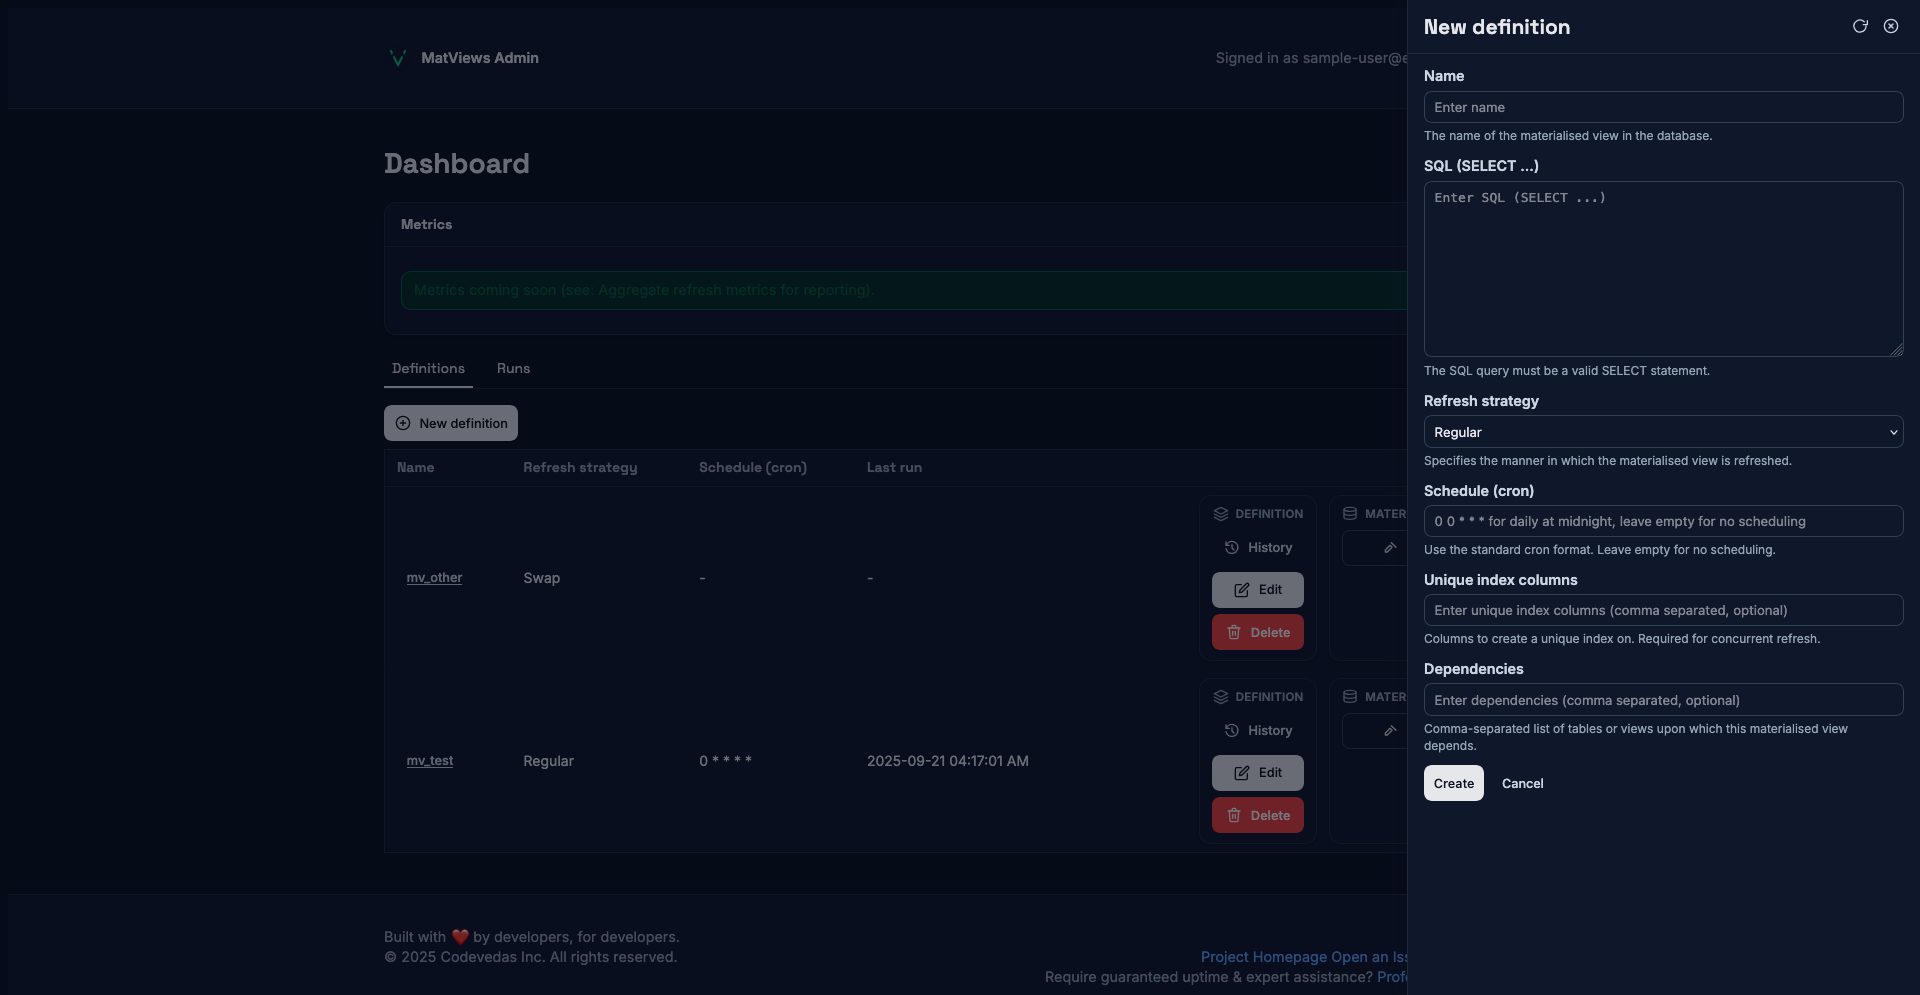 MatViews Admin
Signed in as sample-user@e
Dashboard
Metrics
Metrics coming soon (see: Aggregate refresh metrics for reporting).
Definitions
Runs
New definition
Name
Refresh strategy
Schedule (cron)
Last run
mv_other
Swap
-
-
DEFINITION
History
Edit
Delete
MATER
mv_test
Regular
0 * * * *
2025-09-21 04:17:01 AM
DEFINITION
History
Edit
Delete
MATER
Built with ❤️ by developers, for developers.
© 2025 Codevedas Inc. All rights reserved.
Project Homepage Open an Iss
Require guaranteed uptime & expert assistance? Profe
New definition
Name
Enter name
The name of the materialised view in the database.
SQL (SELECT ...)
Enter SQL (SELECT ...)
The SQL query must be a valid SELECT statement.
Refresh strategy
Regular
Specifies the manner in which the materialised view is refreshed.
Schedule (cron)
0 0 * * * for daily at midnight, leave empty for no scheduling
Use the standard cron format. Leave empty for no scheduling.
Unique index columns
Enter unique index columns (comma separated, optional)
Columns to create a unique index on. Required for concurrent refresh.
Dependencies
Enter dependencies (comma separated, optional)
Comma-separated list of tables or views upon which this materialised view
depends.
Create
Cancel